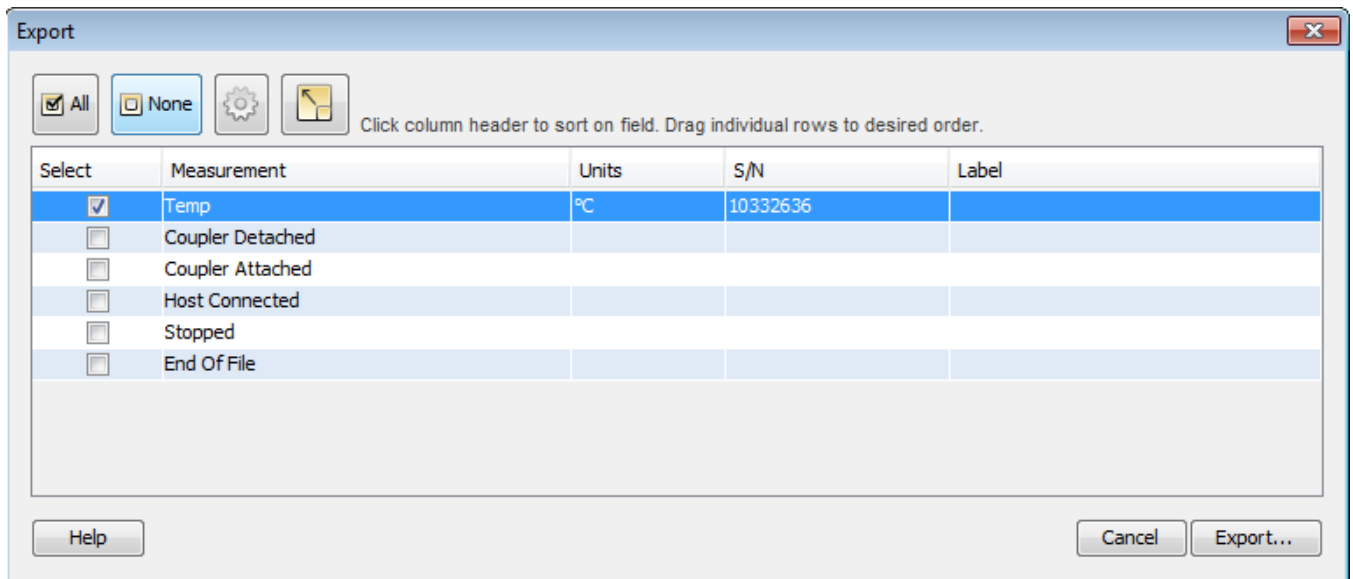 Export
All None Click column header to sort on field. Drag individual rows to desired order.
Select Measurement Units S/N Label
Temp °C 10332636
Coupler Detached
Coupler Attached
Host Connected
Stopped
End Of File
Help Cancel Export...